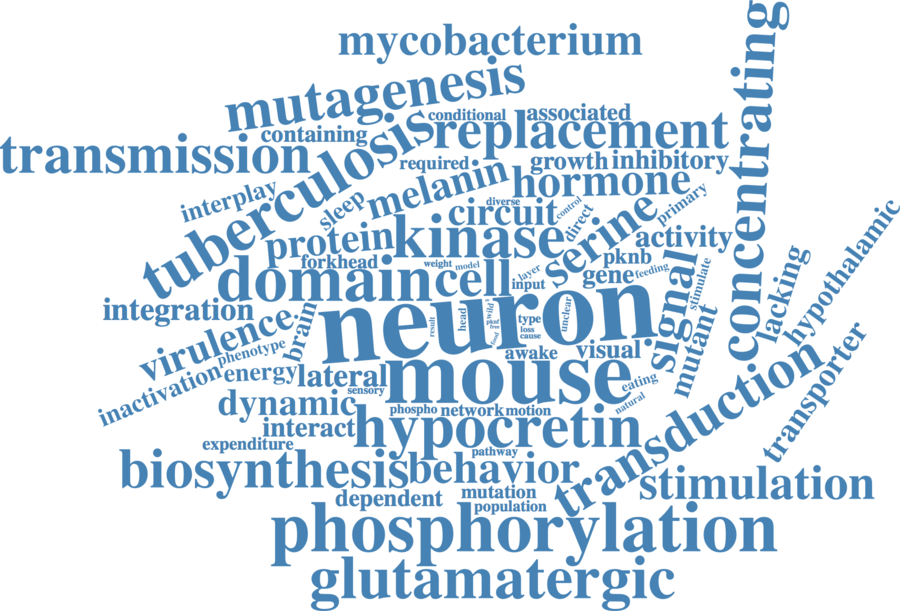 mycobacterium
concentrating
mutagenesis
conditional
associated
containing
tuberculosis
replacement
transmission
required
growth
inhibitory
melanin
hormone
interplay
sleep
diverse
control
primary
circuit
direct
serine
hypothalamic
protein
kinase
activity
forkhead
weight
model
layer
pknb
signal
stimulate
lacking
domain
cell
input
gene
feeding
integration
neuron
result
head
wild
pknf
free
food
type
loss
cause
unclear
mutant
virulence
brain
phenotype
awake
visual
inactivation
energy
lateral
sensory
mouse
eating
natural
transduction
transporter
dynamic
phospho
network
motion
interact
hypocretin
expenditure
pathway
biosynthesis
behavior
stimulation
dependent
mutation
population
phosphorylation
glutamatergic